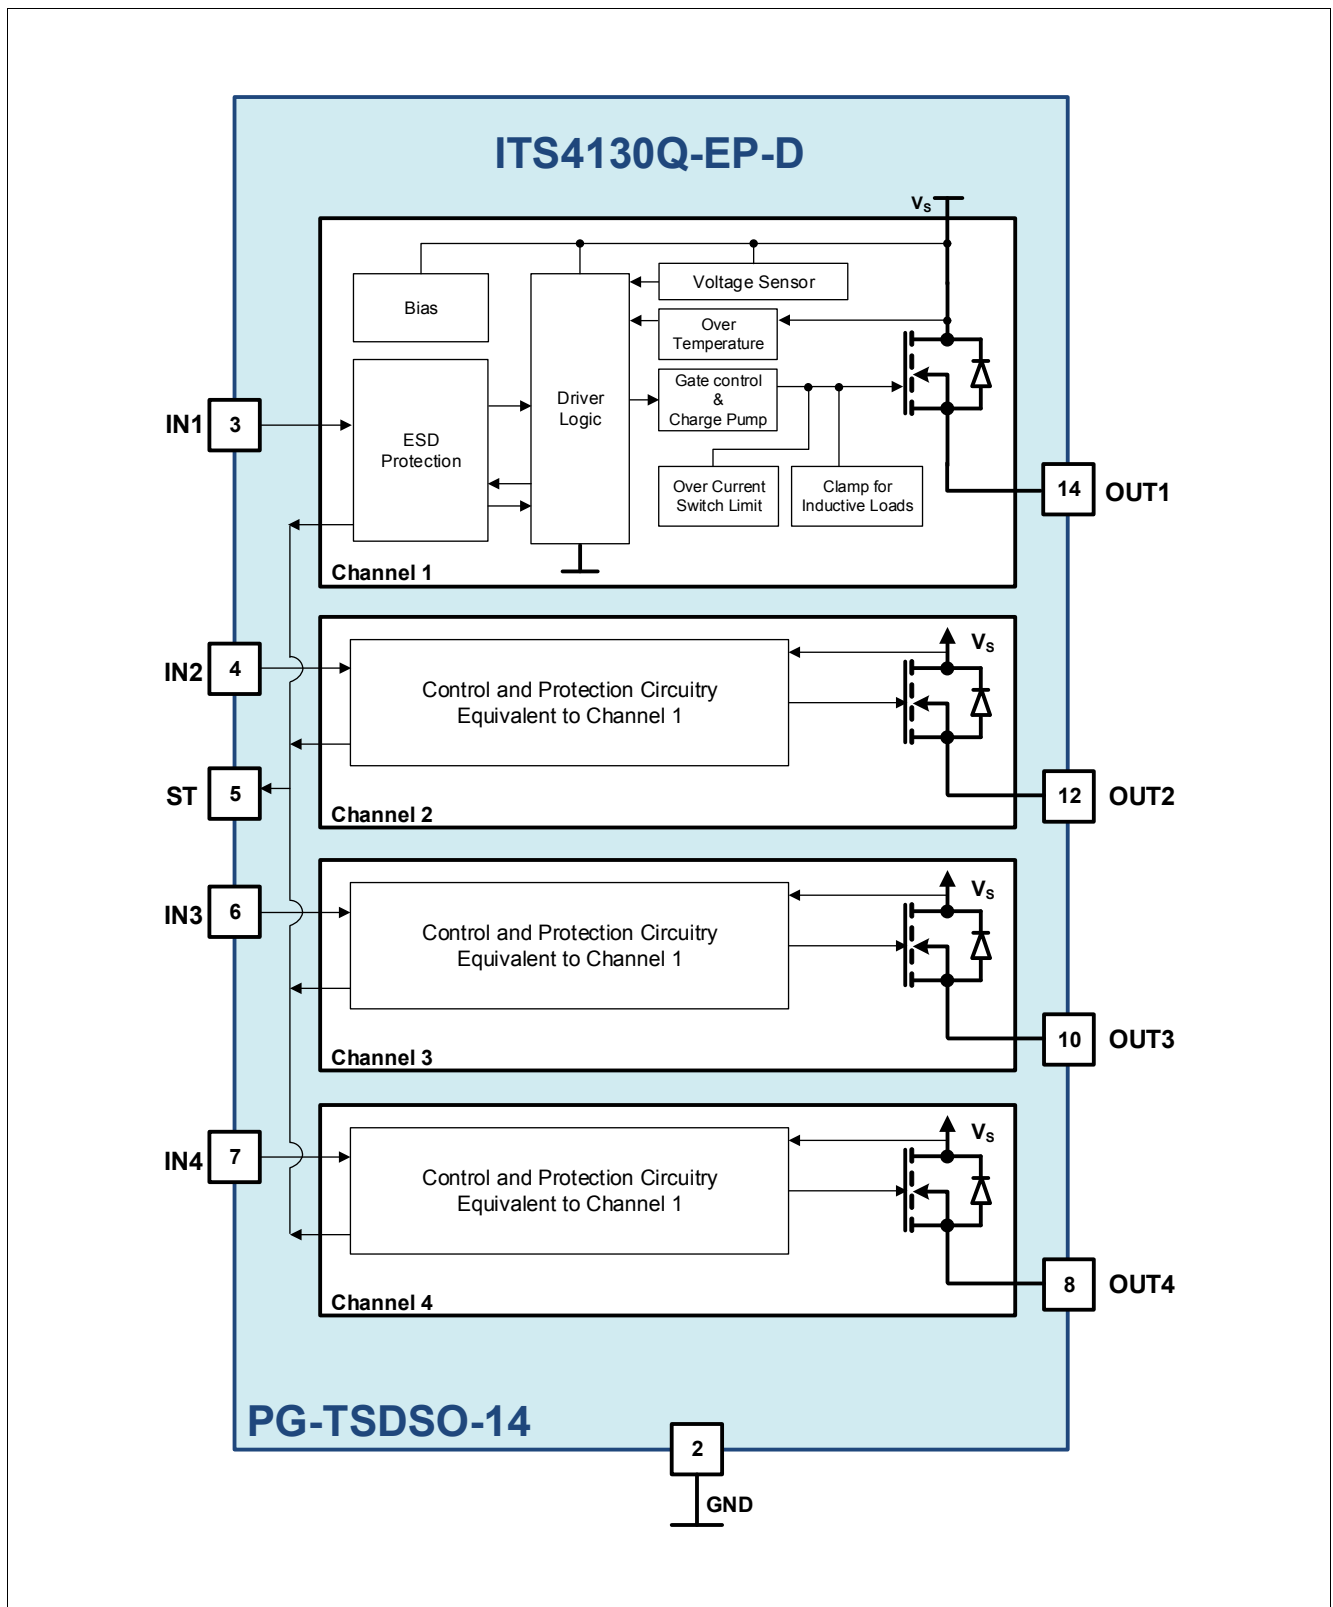 ITS4130Q-EP-D
VS
Bias
Voltage Sensor
Over
Temperature
Driver
Logic
Gate control
&
Charge Pump
IN1
3
ESD
Protection
Over Current
Switch Limit
Clamp for
Inductive Loads
14
OUT1
Channel 1
IN2
4
Control and Protection Circuitry
Equivalent to Channel 1
VS
ST
5
12
OUT2
Channel 2
IN3
6
Control and Protection Circuitry
Equivalent to Channel 1
VS
10
OUT3
Channel 3
IN4
7
Control and Protection Circuitry
Equivalent to Channel 1
VS
8
OUT4
Channel 4
PG-TSDSO-14
2
GND